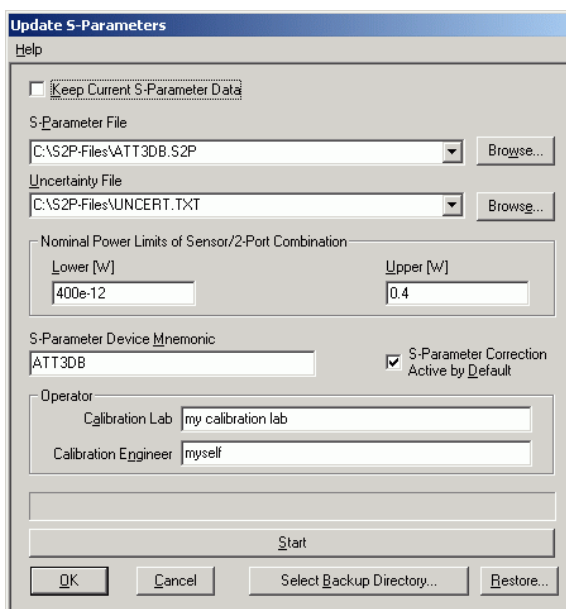 Update S-Parameters
Help
Keep Current S-Parameter Data
S-Parameter File
C:\S2P-Files\ATT3DB.S2P
Browse...
Uncertainty File
C:\S2P-Files\UNCERT.TXT
Browse...
Nominal Power Limits of Sensor/2-Port Combination
Lower [W]
Upper [W]
400e-12
0.4
S-Parameter Device Mnemonic
ATT3DB
S-Parameter Correction
Active by Default
Operator
Calibration Lab
my calibration lab
Calibration Engineer
myself
Start
OK
Cancel
Select Backup Directory...
Restore...